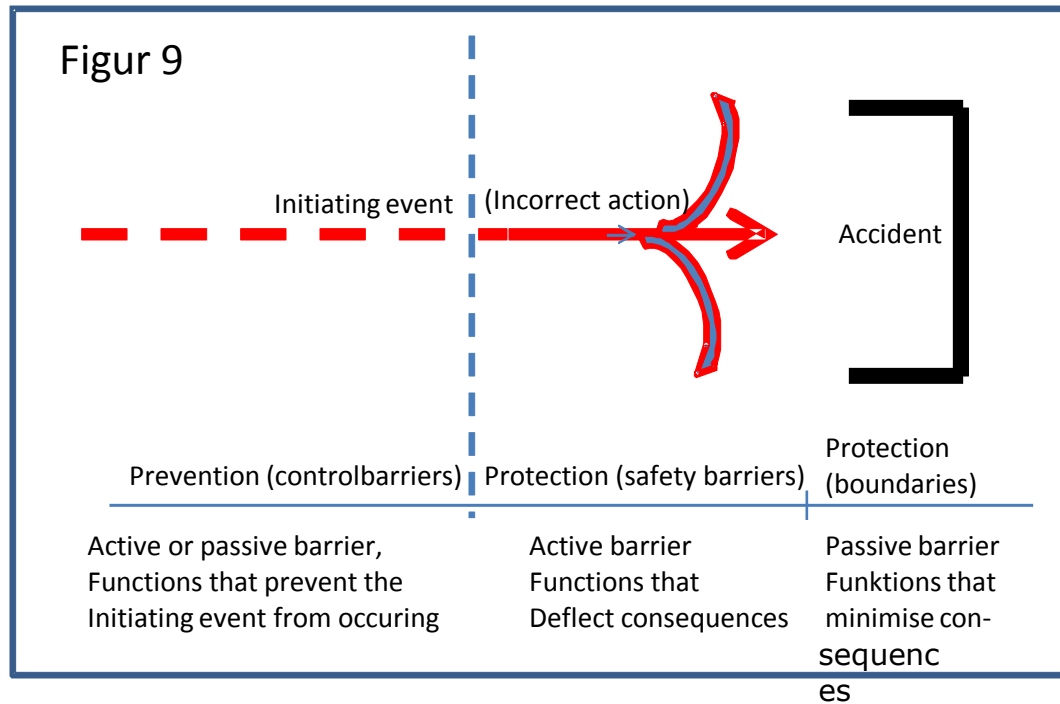 Figur 9
Initiating event
(Incorrect action)
Accident
Prevention (controlbarriers)
Protection (safety barriers)
Protection
(boundaries)
Active or passive barrier,
Functions that prevent the
Initiating event from occuring
Active barrier
Functions that
Deflect consequences
Passive barrier
Funktions that
minimise con-
sequenc
es